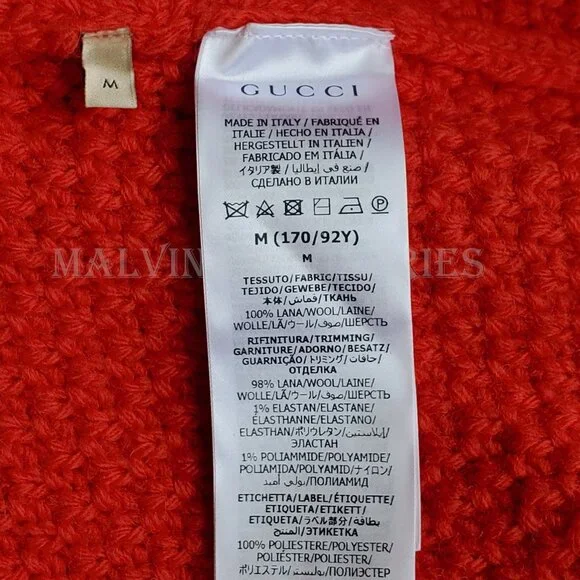 M
GUCCI
MADE IN ITALY / FABRIQUÉ EN
ITALIE / HECHO EN ITALIA /
HERGESTELLT IN ITALIEN /
FABRICADO EM ITÁLIA /
イタリア製 / صنع في إيطاليا /
СДЕЛАНО В ИТАЛИИ
P
M (170/92Y)
M
MALVIN RIES
TESSUTO/FABRIC/TISSU/
TEJIDO/GEWEBE/TECIDO/
本体/قماش/ТКАНЬ
100% LANA/WOOL/LAINE/
WOLLE/LÃ/ウール/صوف/ШЕРСТЬ
RIFINITURA/TRIMMING/
GARNITURE/ADORNO/BESATZ/
GUARNIÇÃO/トリミング/حافات/
ОТДЕЛКА
98% LANA/WOOL/LAINE/
WOLLE/LÃ/ウール/صوف/ШЕРСТЬ
1% ELASTAN/ELASTANE/
ÉLASTHANNE/ELASTANO/
ELASTHAN/ポリウレタン/إيلاستين/
ЭЛАСТАН
1% POLIAMMIDE/POLYAMIDE/
POLIAMIDA/POLYAMID/ナイロン/
بولي أميد/ПОЛИАМИД
ETICHETTA/LABEL/ÉTIQUETTE/
ETIQUETA/ETIKETT/
ETIQUETA/ラベル部分/بطاقة
المنتج/ЭТИКЕТКА
100% POLIESTERE/POLYESTER/
POLIÉSTER/POLYESTER/
ポリエステル/بوليستر/ПОЛИЭСТЕР